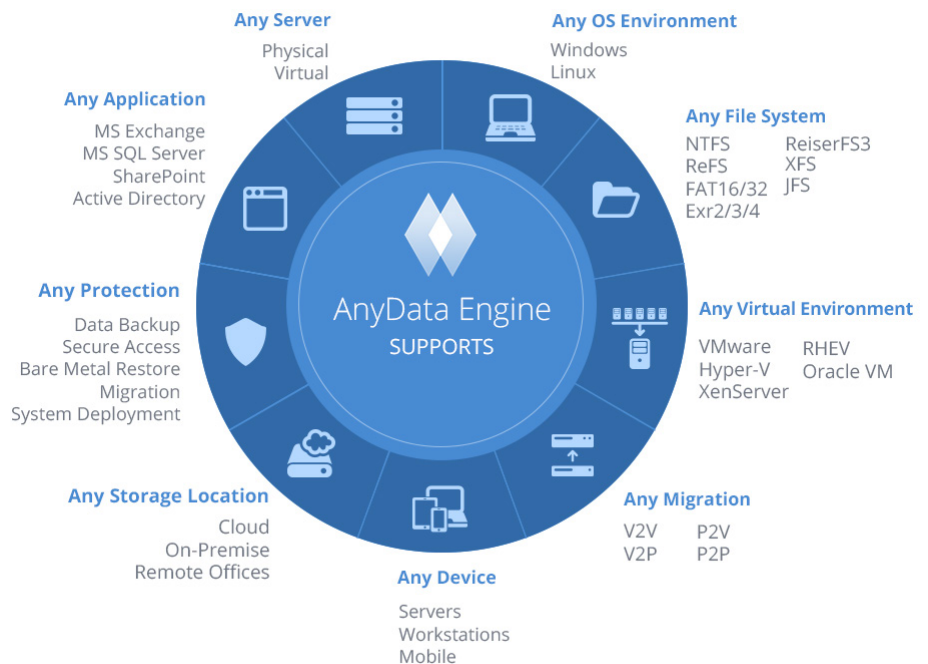 Any Server
Physical
Virtual
Any OS Environment
Windows
Linux
Any Application
MS Exchange
MS SQL Server
SharePoint
Active Directory
Any File System
NTFS
ReFS
FAT16/32
Exr2/3/4
ReiserFS3
XFS
JFS
AnyData Engine
SUPPORTS
Any Protection
Data Backup
Secure Access
Bare Metal Restore
Migration
System Deployment
Any Virtual Environment
VMware
Hyper-V
XenServer
RHEV
Oracle VM
Any Storage Location
Cloud
On-Premise
Remote Offices
Any Migration
V2V
V2P
P2V
P2P
Any Device
Servers
Workstations
Mobile